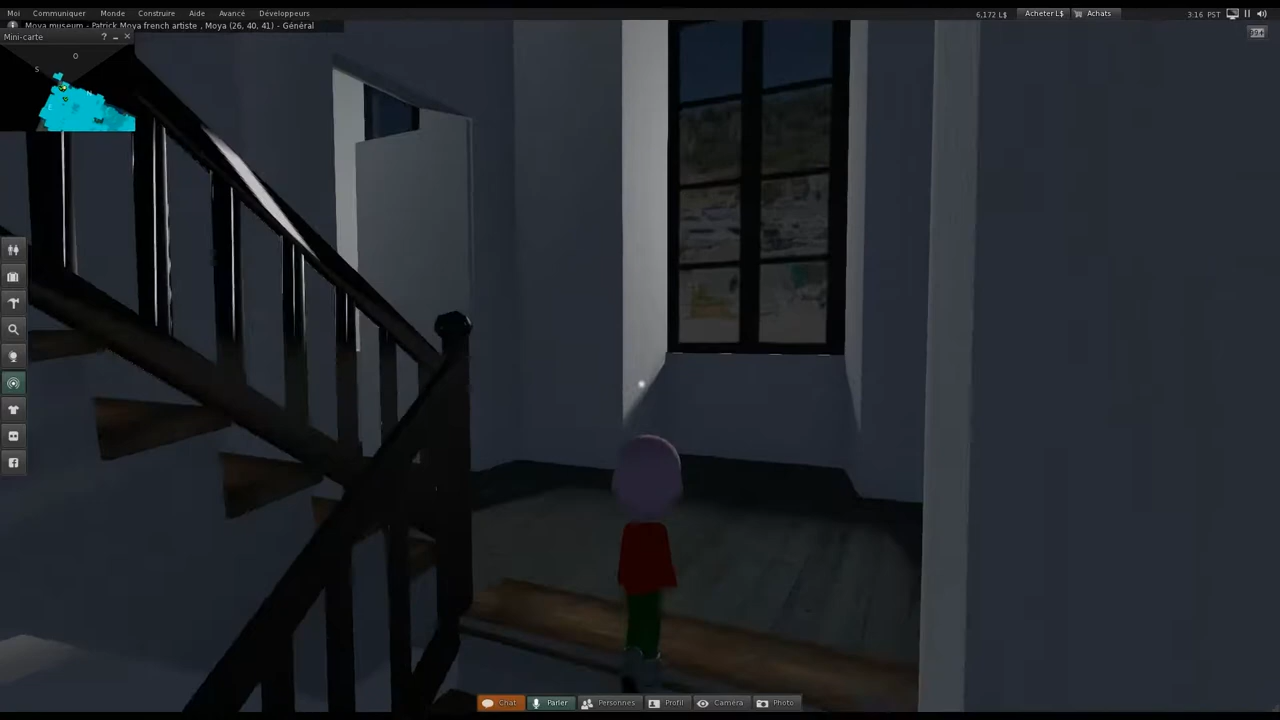 Moi Communiquer Monde Construire Aide Avancé Développeurs 6,172 L$ Acheter L$ Achats 3:16 PST
Moya museum - Patrick Moya french artiste , Moya (26, 40, 41) - Général
Mini-carte ?
O
S
N
Chat Parler Personnes Profil Caméra Photo